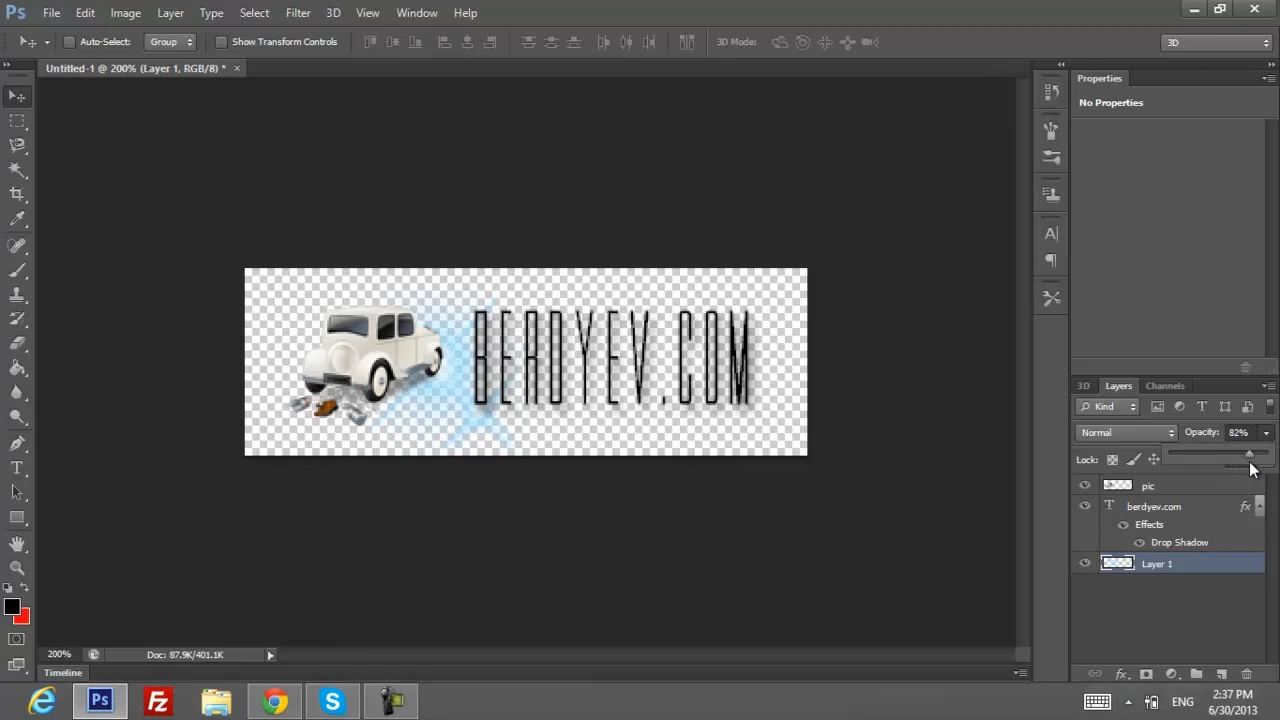 Ps File Edit Image Layer Type Select Filter 3D View Window Help
Auto-Select: Group Show Transform Controls 3D Mode: 3D
Untitled-1 @ 200% (Layer 1, RGB/8) * ×
Properties
No Properties
BERDYEV.COM
3D Layers Channels
Kind
Normal Opacity: 82%
Lock:
pic
T berdyev.com fx
Effects
Drop Shadow
Layer 1
200% Doc: 87.9K/401.1K
Timeline
Ps Fz S ENG 2:37 PM
6/30/2013